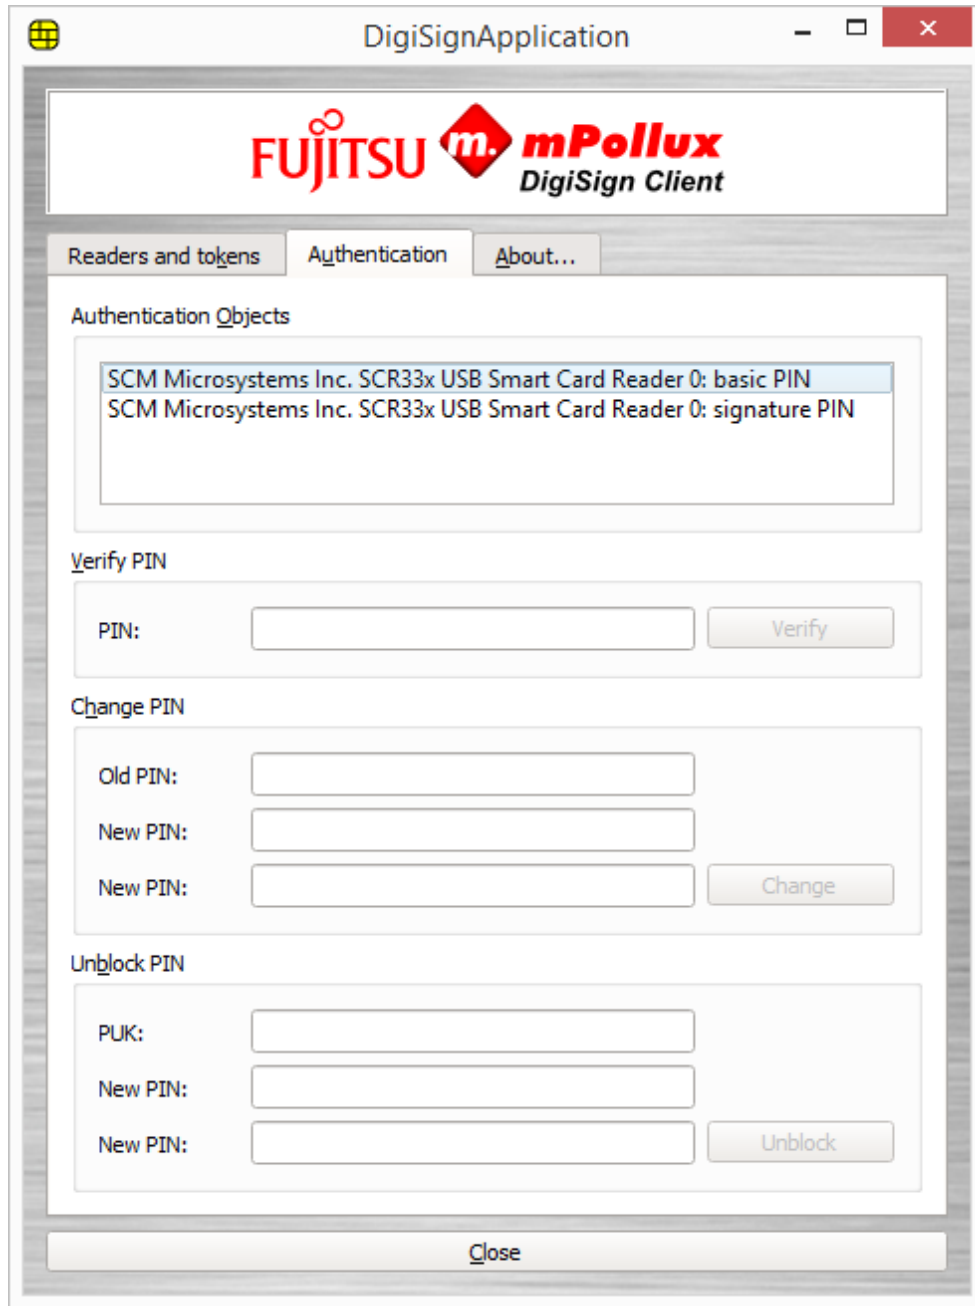 DigiSignApplication
FUJITSU m. mPollux
DigiSign Client
Readers and tokens Authentication About...
Authentication Objects
SCM Microsystems Inc. SCR33x USB Smart Card Reader 0: basic PIN
SCM Microsystems Inc. SCR33x USB Smart Card Reader 0: signature PIN
Verify PIN
PIN: Verify
Change PIN
Old PIN:
New PIN:
New PIN: Change
Unblock PIN
PUK:
New PIN:
New PIN: Unblock
Close